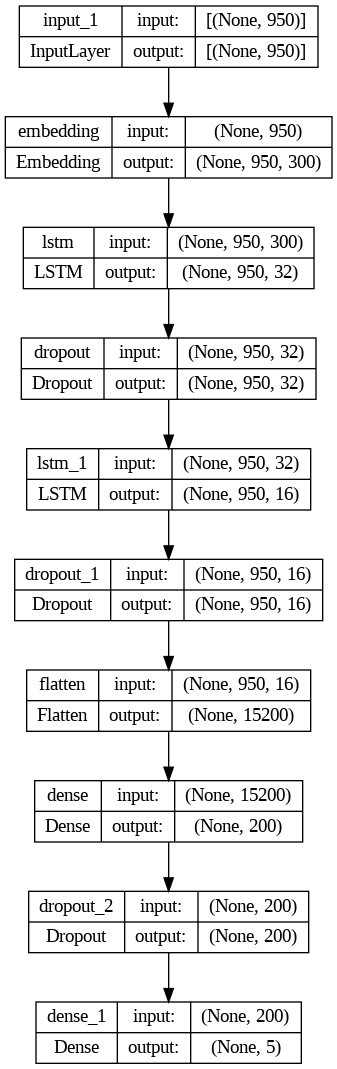 input_1 input: [(None, 950)]
InputLayer output: [(None, 950)]
embedding input: (None, 950)
Embedding output: (None, 950, 300)
lstm input: (None, 950, 300)
LSTM output: (None, 950, 32)
dropout input: (None, 950, 32)
Dropout output: (None, 950, 32)
lstm_1 input: (None, 950, 32)
LSTM output: (None, 950, 16)
dropout_1 input: (None, 950, 16)
Dropout output: (None, 950, 16)
flatten input: (None, 950, 16)
Flatten output: (None, 15200)
dense input: (None, 15200)
Dense output: (None, 200)
dropout_2 input: (None, 200)
Dropout output: (None, 200)
dense_1 input: (None, 200)
Dense output: (None, 5)